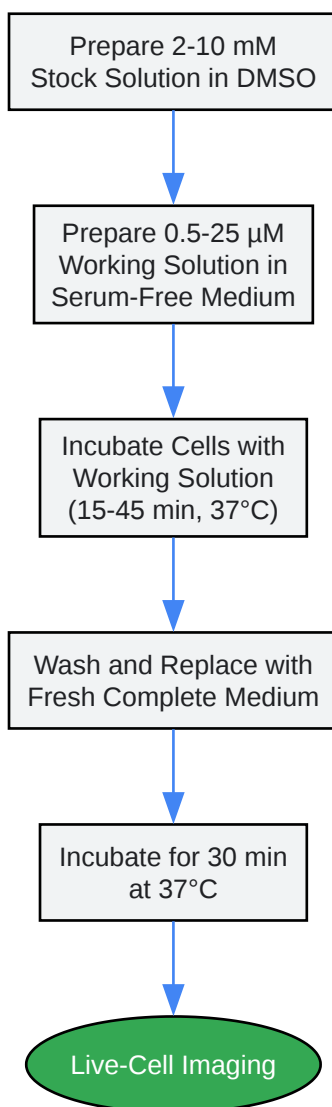 Prepare 2-10 mM
Stock Solution in DMSO
Prepare 0.5-25 µM
Working Solution in
Serum-Free Medium
Incubate Cells with
Working Solution
(15-45 min, 37°C)
Wash and Replace with
Fresh Complete Medium
Incubate for 30 min
at 37°C
Live-Cell Imaging